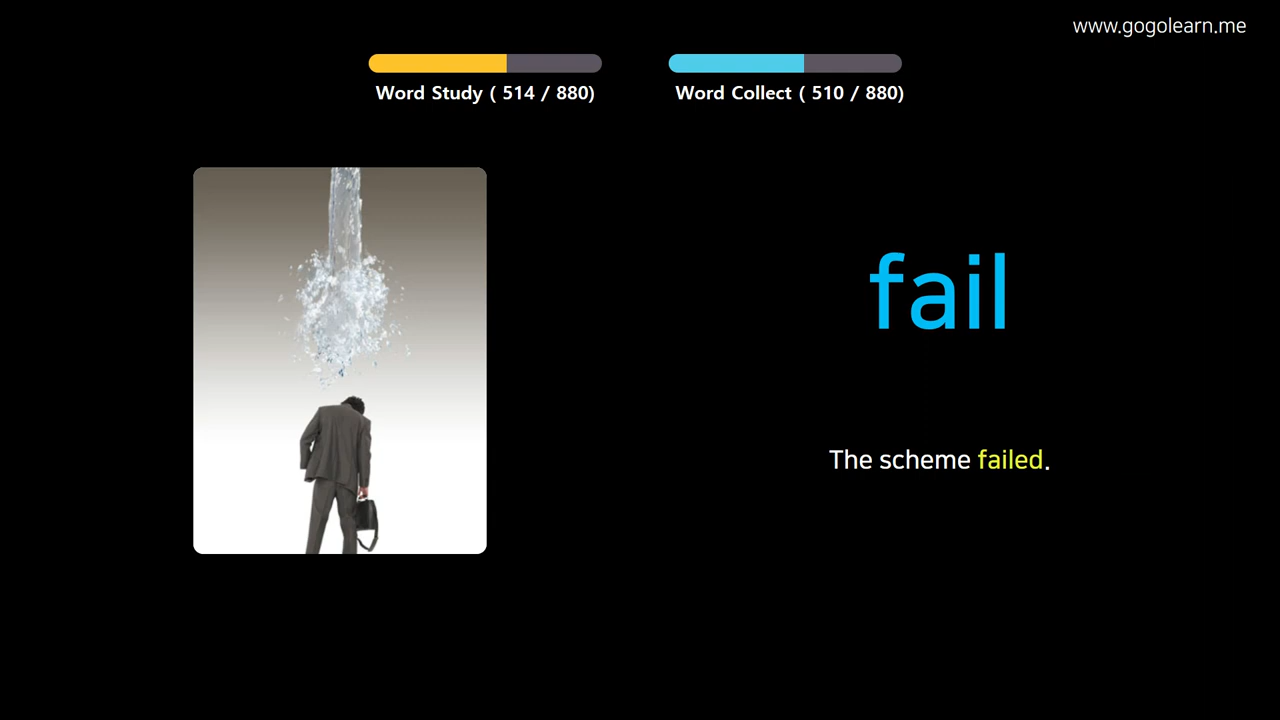 www.gogolearn.me
Word Study ( 514 / 880)
Word Collect ( 510 / 880)
fail
The scheme failed.